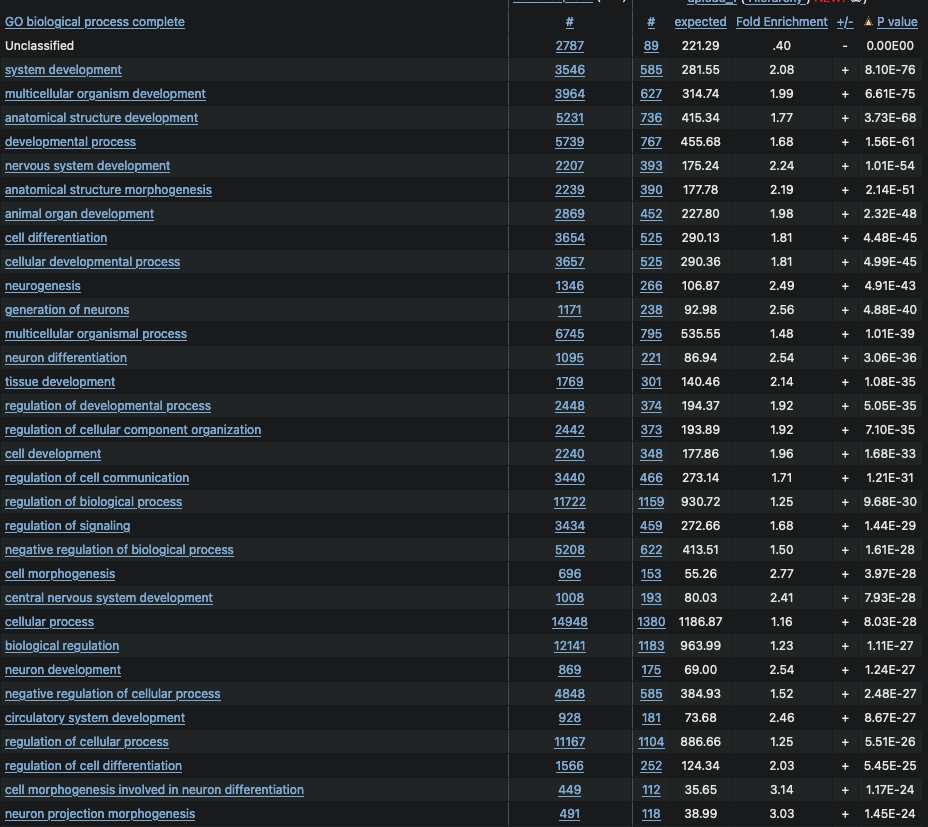 upload_1 (Hierarchy NEW!
GO biological process complete # # expected Fold Enrichment +/- P value
Unclassified 2787 89 221.29 .40 - 0.00E00
system development 3546 585 281.55 2.08 + 8.10E-76
multicellular organism development 3964 627 314.74 1.99 + 6.61E-75
anatomical structure development 5231 736 415.34 1.77 + 3.73E-68
developmental process 5739 767 455.68 1.68 + 1.56E-61
nervous system development 2207 393 175.24 2.24 + 1.01E-54
anatomical structure morphogenesis 2239 390 177.78 2.19 + 2.14E-51
animal organ development 2869 452 227.80 1.98 + 2.32E-48
cell differentiation 3654 525 290.13 1.81 + 4.48E-45
cellular developmental process 3657 525 290.36 1.81 + 4.99E-45
neurogenesis 1346 266 106.87 2.49 + 4.91E-43
generation of neurons 1171 238 92.98 2.56 + 4.88E-40
multicellular organismal process 6745 795 535.55 1.48 + 1.01E-39
neuron differentiation 1095 221 86.94 2.54 + 3.06E-36
tissue development 1769 301 140.46 2.14 + 1.08E-35
regulation of developmental process 2448 374 194.37 1.92 + 5.05E-35
regulation of cellular component organization 2442 373 193.89 1.92 + 7.10E-35
cell development 2240 348 177.86 1.96 + 1.68E-33
regulation of cell communication 3440 466 273.14 1.71 + 1.21E-31
regulation of biological process 11722 1159 930.72 1.25 + 9.68E-30
regulation of signaling 3434 459 272.66 1.68 + 1.44E-29
negative regulation of biological process 5208 622 413.51 1.50 + 1.61E-28
cell morphogenesis 696 153 55.26 2.77 + 3.97E-28
central nervous system development 1008 193 80.03 2.41 + 7.93E-28
cellular process 14948 1380 1186.87 1.16 + 8.03E-28
biological regulation 12141 1183 963.99 1.23 + 1.11E-27
neuron development 869 175 69.00 2.54 + 1.24E-27
negative regulation of cellular process 4848 585 384.93 1.52 + 2.48E-27
circulatory system development 928 181 73.68 2.46 + 8.67E-27
regulation of cellular process 11167 1104 886.66 1.25 + 5.51E-26
regulation of cell differentiation 1566 252 124.34 2.03 + 5.45E-25
cell morphogenesis involved in neuron differentiation 449 112 35.65 3.14 + 1.17E-24
neuron projection morphogenesis 491 118 38.99 3.03 + 1.45E-24